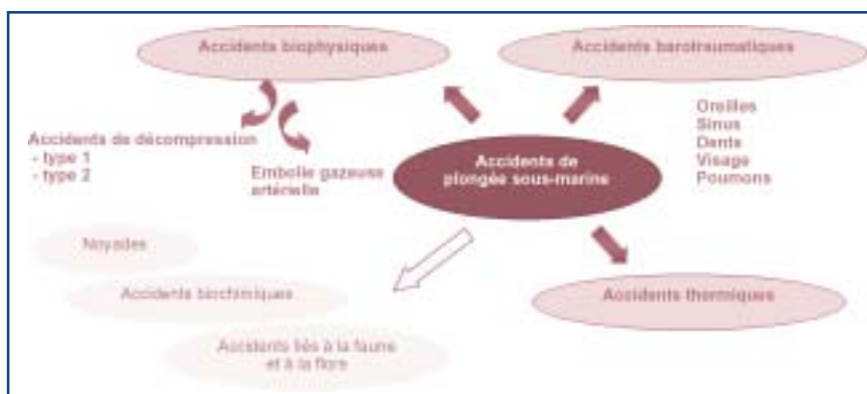 Accidents biophysiques
Accidents barotraumatiques
Accidents de décompression
- type 1
- type 2
Embolie gazeuse
artérielle
Accidents de
plongée sous-marine
Oreilles
Sinus
Dents
Visage
Poumons
Noyades
Accidents biochimiques
Accidents thermiques
Accidents liés à la faune
et à la flore